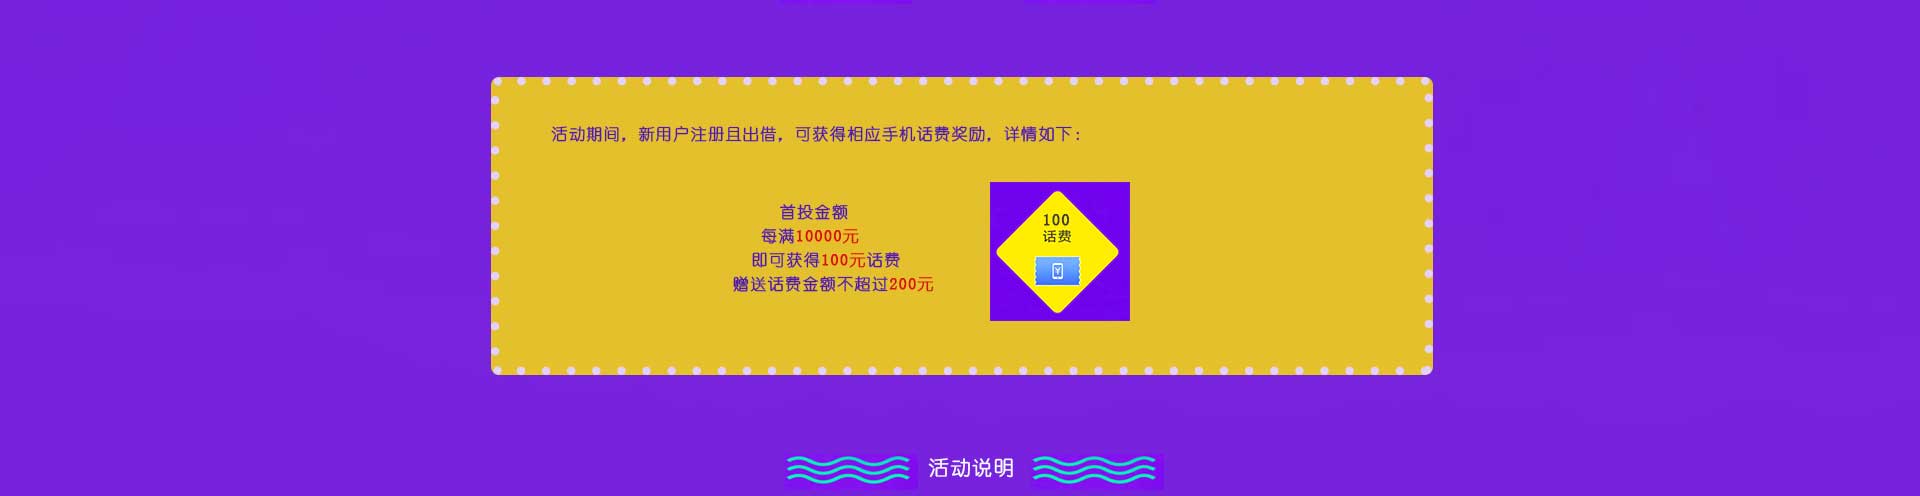 活动期间，新用户注册且出借，可获得相应手机话费奖励，详情如下：
首投金额
每满10000元
即可获得100元话费
赠送话费金额不超过200元
100
话费
¥
活动说明